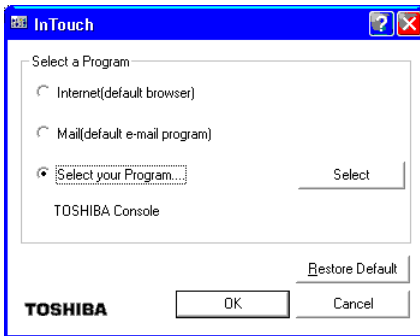 InTouch
Select a Program
Internet(default browser)
Mail(default e-mail program)
Select your Program.... Select
TOSHIBA Console
Restore Default
TOSHIBA OK Cancel